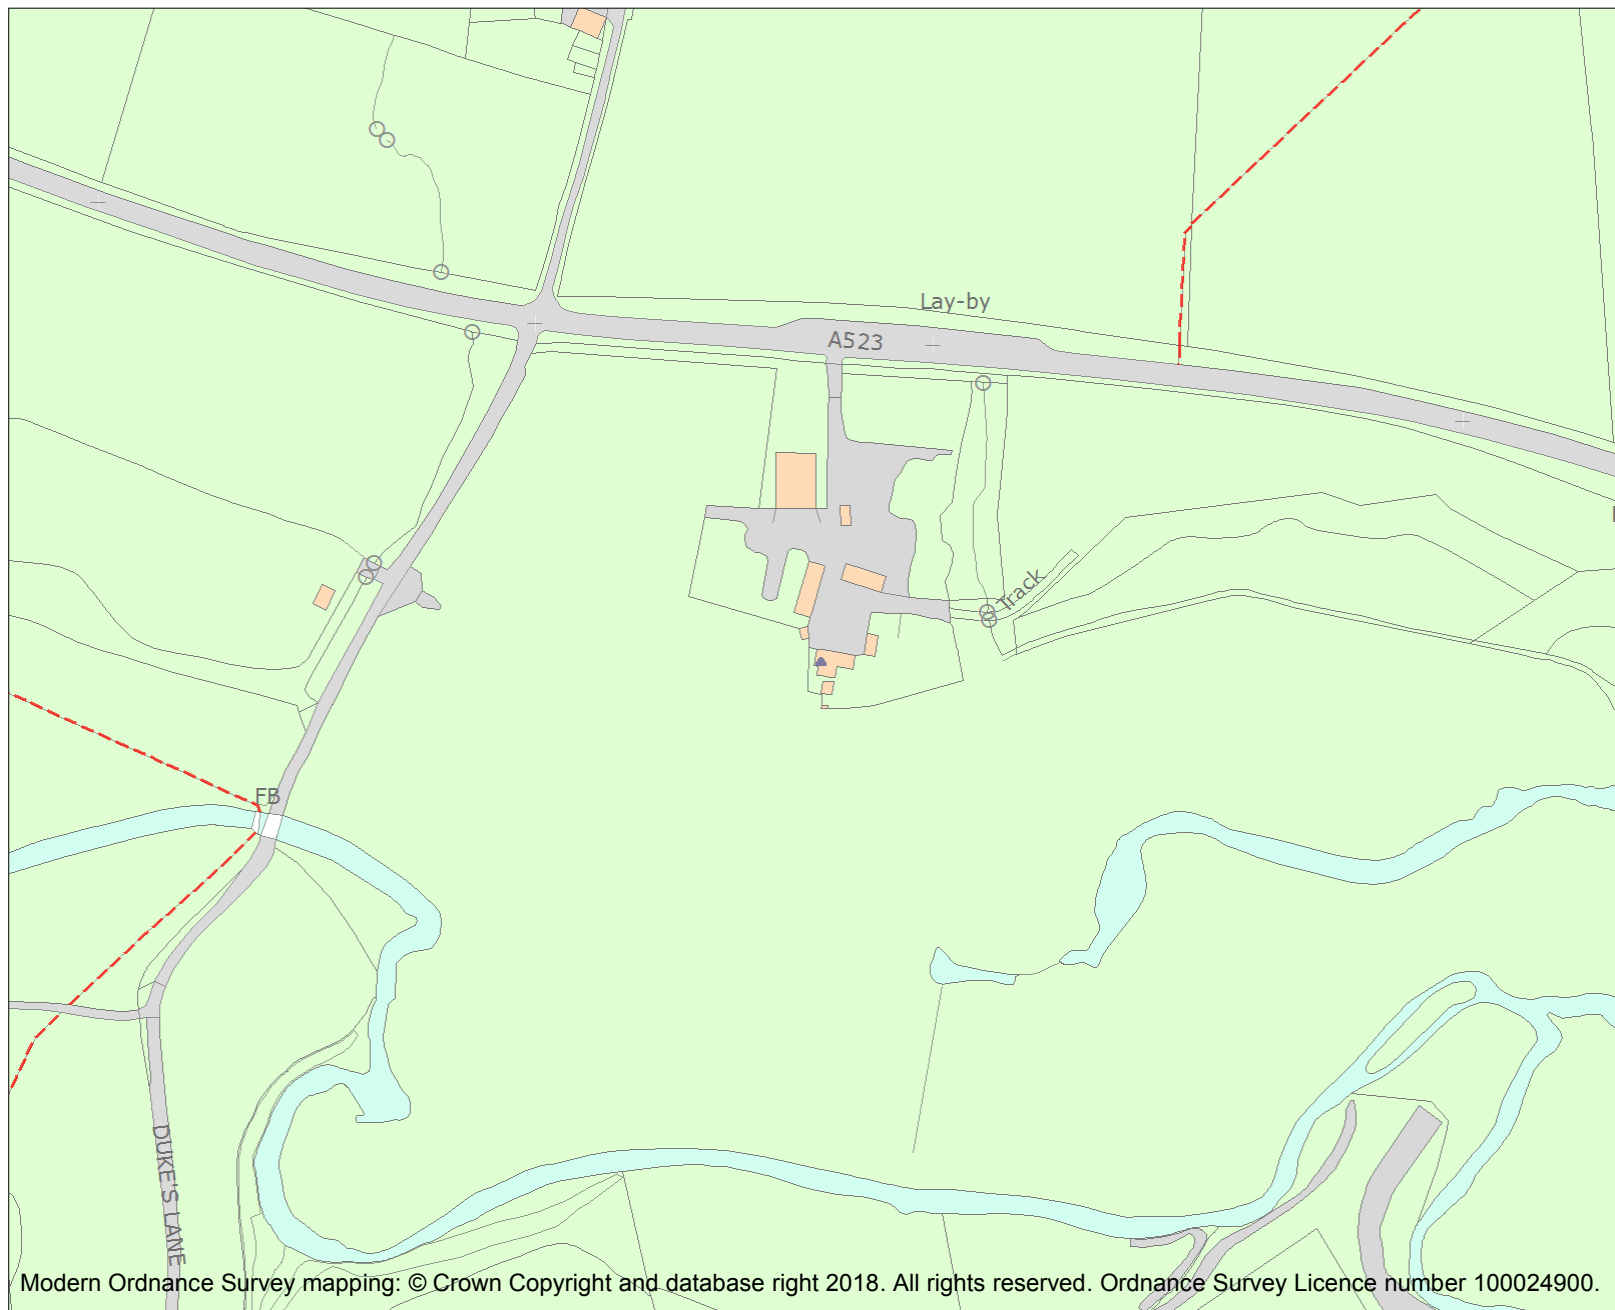 Lay-by
A523
Track
FB
DUKE'S LANE
Modern Ordnance Survey mapping: © Crown Copyright and database right 2018. All rights reserved. Ordnance Survey Licence number 100024900.